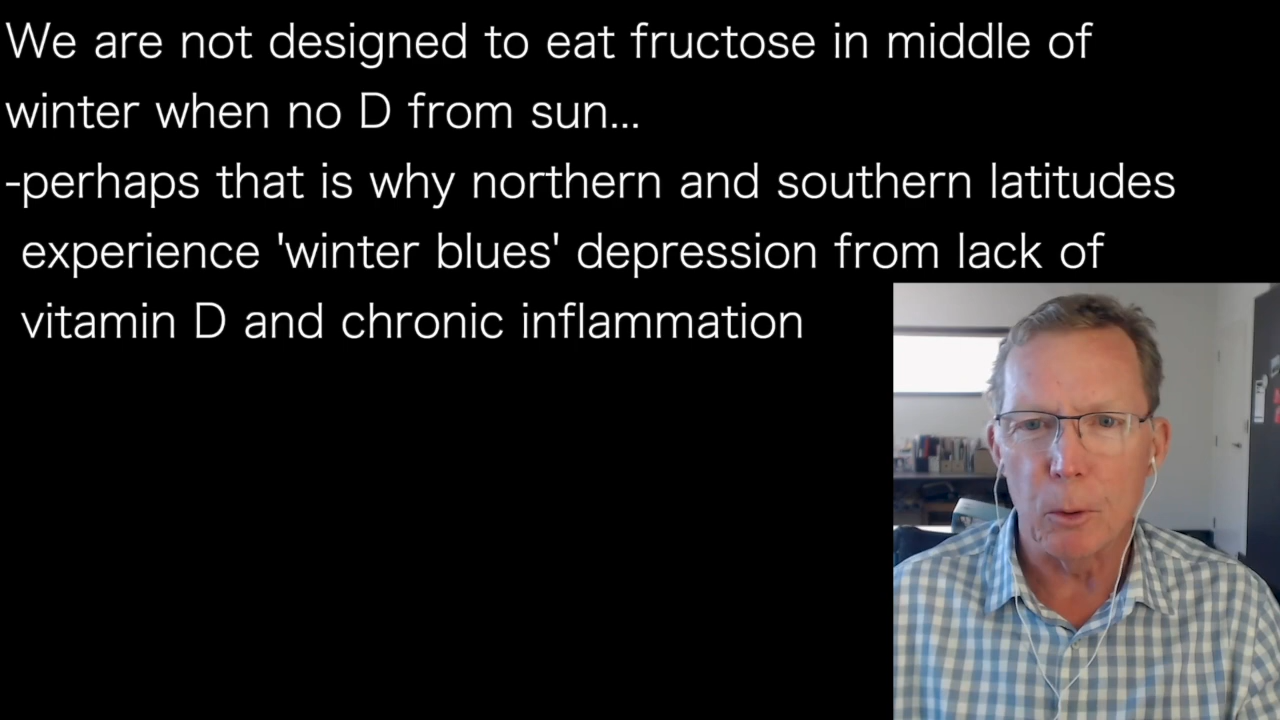 We are not designed to eat fructose in middle of
winter when no D from sun...
-perhaps that is why northern and southern latitudes
experience 'winter blues' depression from lack of
vitamin D and chronic inflammation